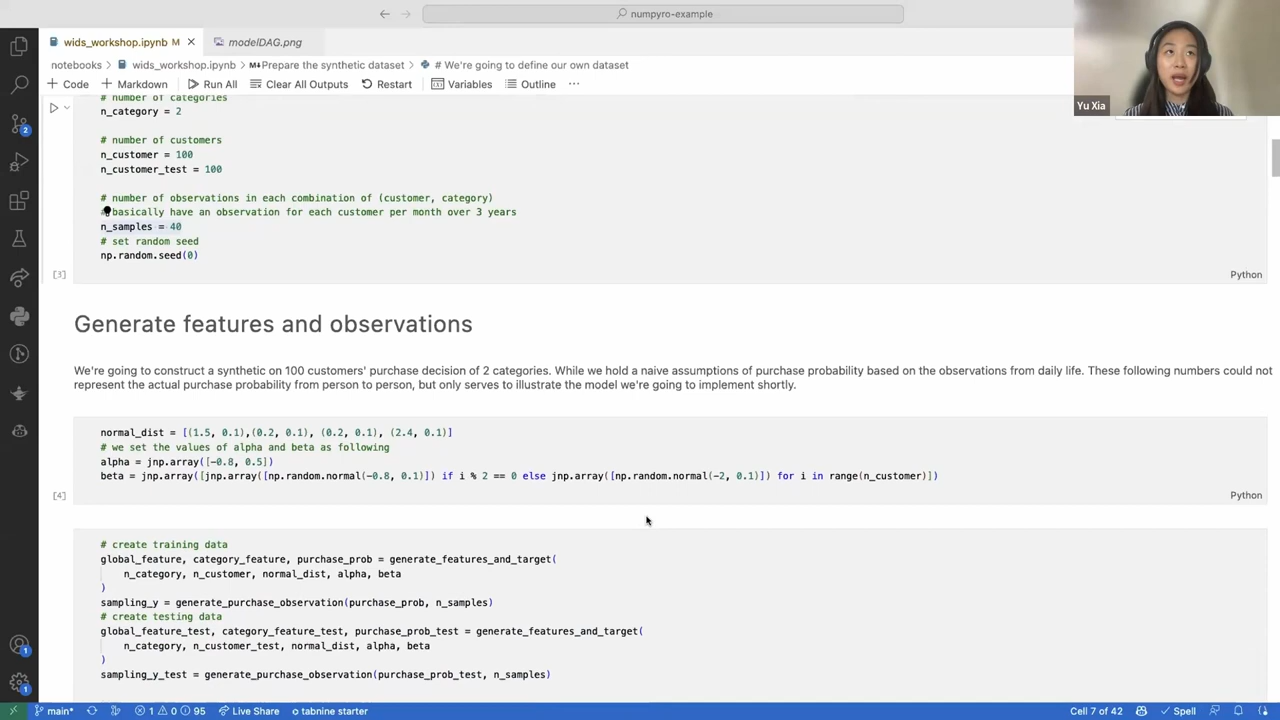 numpyro-example
wids_workshop.ipynb M
modelDAG.png
notebooks > wids_workshop.ipynb > Prepare the synthetic dataset > # We're going to define our own dataset
+ Code + Markdown Run All Clear All Outputs Restart Variables Outline ...
Yu Xia
# number of categories
n_category = 2
# number of customers
n_customer = 100
n_customer_test = 100
# number of observations in each combination of (customer, category)
# basically have an observation for each customer per month over 3 years
n_samples = 40
# set random seed
np.random.seed(0)
[3]
Python
Generate features and observations
We're going to construct a synthetic on 100 customers' purchase decision of 2 categories. While we hold a naive assumptions of purchase probability based on the observations from daily life. These following numbers could not
represent the actual purchase probability from person to person, but only serves to illustrate the model we're going to implement shortly.
normal_dist = [(1.5, 0.1),(0.2, 0.1), (0.2, 0.1), (2.4, 0.1)]
# we set the values of alpha and beta as following
alpha = jnp.array([-0.8, 0.5])
beta = jnp.array([jnp.array([np.random.normal(-0.8, 0.1)]) if i % 2 == 0 else jnp.array([np.random.normal(-2, 0.1)]) for i in range(n_customer)])
[4]
Python
# create training data
global_feature, category_feature, purchase_prob = generate_features_and_target(
n_category, n_customer, normal_dist, alpha, beta
)
sampling_y = generate_purchase_observation(purchase_prob, n_samples)
# create testing data
global_feature_test, category_feature_test, purchase_prob_test = generate_features_and_target(
n_category, n_customer_test, normal_dist, alpha, beta
)
sampling_y_test = generate_purchase_observation(purchase_prob_test, n_samples)
2
1
1
main* 1 0 95 Live Share tabnine starter Cell 7 of 42 Spell